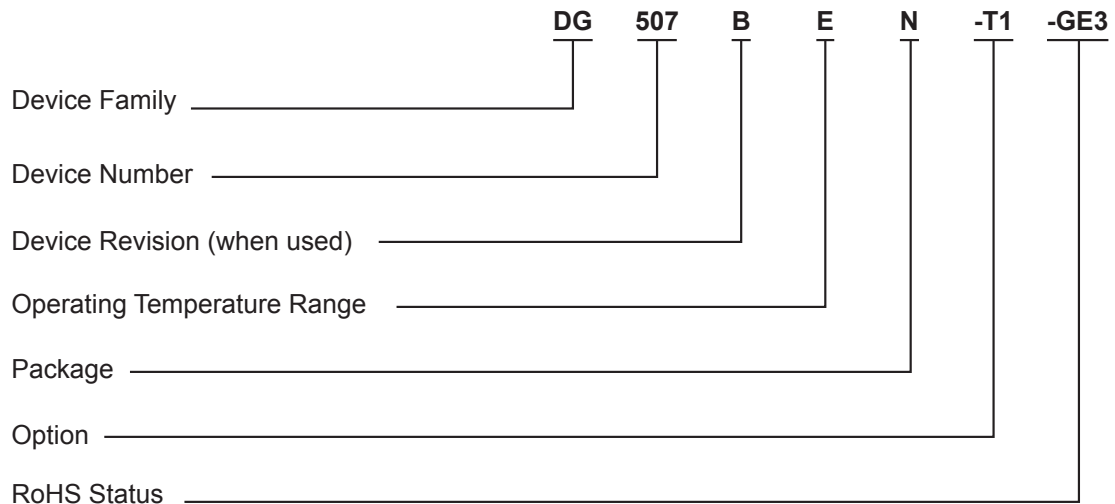 DG 507 B E N -T1 -GE3
Device Family
Device Number
Device Revision (when used)
Operating Temperature Range
Package
Option
RoHS Status